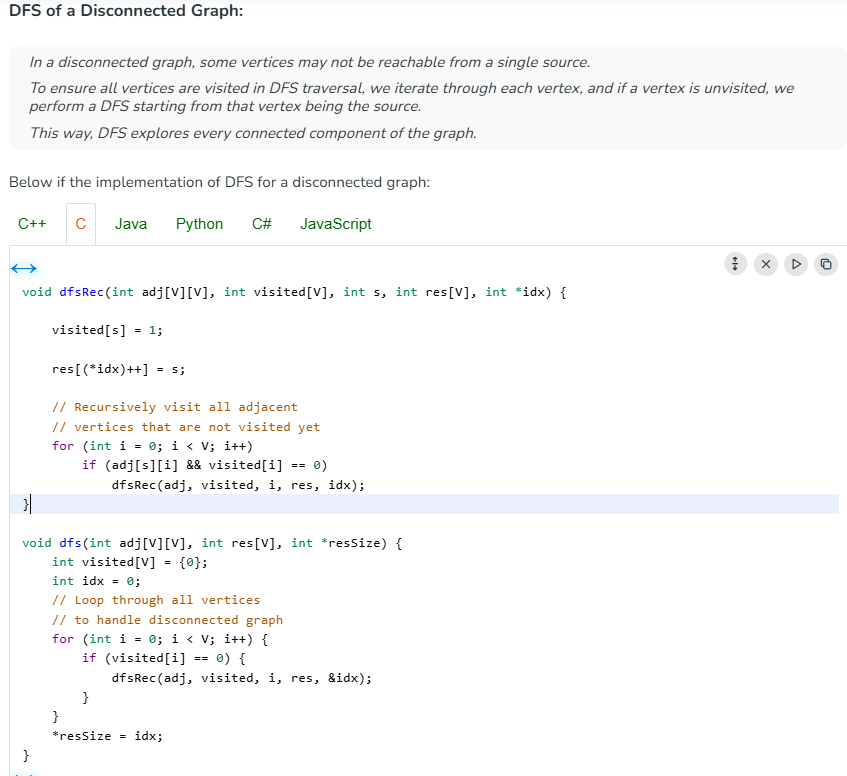 DFS of a Disconnected Graph:
In a disconnected graph, some vertices may not be reachable from a single source.
To ensure all vertices are visited in DFS traversal, we iterate through each vertex, and if a vertex is unvisited, we
perform a DFS starting from that vertex being the source.
This way, DFS explores every connected component of the graph.
Below if the implementation of DFS for a disconnected graph:
C++ C Java Python C# JavaScript
void dfsRec(int adj[V][V], int visited[V], int s, int res[V], int *idx) {
visited[s] = 1;
res[(*idx)++] = s;
// Recursively visit all adjacent
// vertices that are not visited yet
for (int i = 0; i < V; i++)
if (adj[s][i] && visited[i] == 0)
dfsRec(adj, visited, i, res, idx);
}
void dfs(int adj[V][V], int res[V], int *resSize) {
int visited[V] = {0};
int idx = 0;
// Loop through all vertices
// to handle disconnected graph
for (int i = 0; i < V; i++) {
if (visited[i] == 0) {
dfsRec(adj, visited, i, res, &idx);
}
}
*resSize = idx;
}